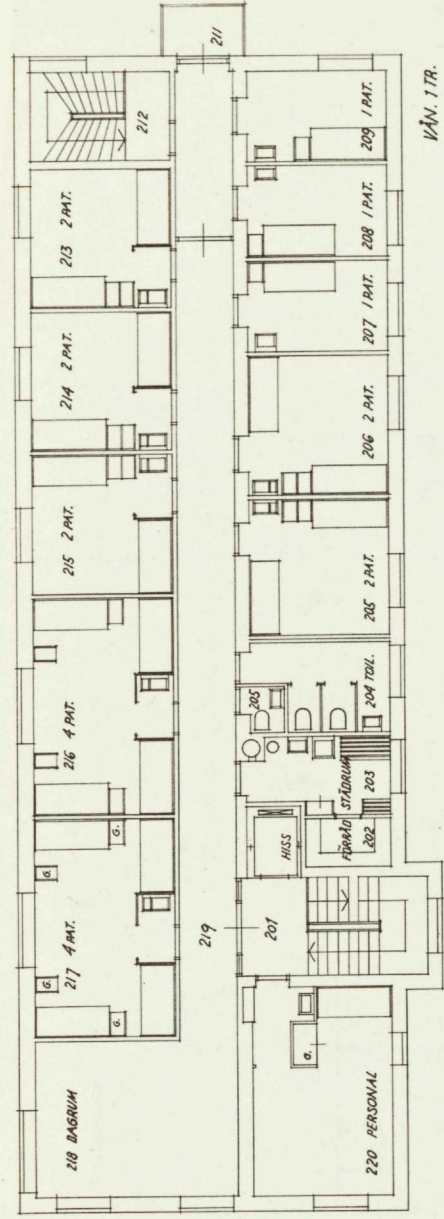 218 DAGRUM
217 4 PAT.
G.
G.
G.
G.
216 4 PAT.
215 2 PAT.
214 2 PAT.
213 2 PAT.
212
211
219
220 PERSONAL
G.
201
HISS
FÖRRÅD
202
STÄDRUM
203
205
204 TOIL.
205 2 PAT.
206 2 PAT.
207 1 PAT.
208 1 PAT.
209 1 PAT.
VÅN. 1 TR.